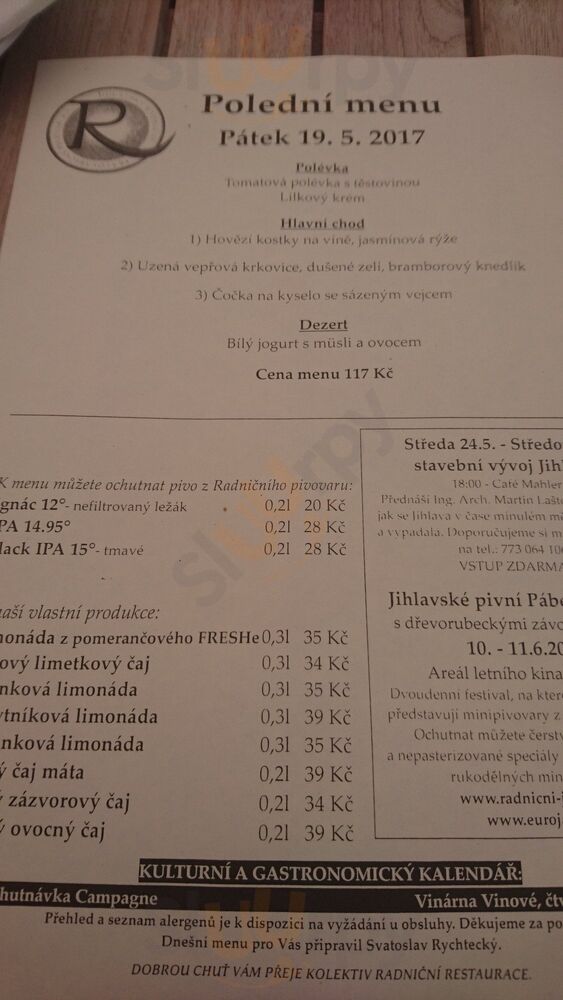 R
Polední menu
Pátek 19. 5. 2017
Polévka
Tomatová polévka s těstovinou
Lilkový krém
Hlavní chod
1) Hovězí kostky na víně, jasmínová rýže
2) Uzená vepřová krkovice, dušené zelí, bramborový knedlík
3) Čočka na kyselo se sázeným vejcem
Dezert
Bílý jogurt s müsli a ovocem
Cena menu 117 Kč
K menu můžete ochutnat pivo z Radničního pivovaru:
gnác 12°- nefiltrovaný ležák 0,2l 20 Kč
PA 14.95° 0,2l 28 Kč
lack IPA 15°- tmavé 0,2l 28 Kč
naší vlastní produkce:
monáda z pomerančového FRESHe 0,3l 35 Kč
ový limetkový čaj 0,3l 34 Kč
nková limonáda 0,3l 35 Kč
ytníková limonáda 0,3l 39 Kč
nková limonáda 0,3l 35 Kč
ý čaj máta 0,2l 39 Kč
ý zázvorový čaj 0,2l 34 Kč
ý ovocný čaj 0,2l 39 Kč
Středa 24.5. - Středo
stavební vývoj Jihl
18:00 - Café Mahler
Přednáší Ing. Arch. Martin Lašt
jak se Jihlava v čase minulém m
a vypadala. Doporučujeme si m
na tel.: 773 064 10
VSTUP ZDARMA
Jihlavské pivní Páb
s dřevorubeckými závo
10. - 11.6.20
Areál letního kina
Dvoudenní festival, na kter
představují minipivovary z
Ochutnat můžete čerstv
a nepasterizované speciály
rukodělných min
www.radnicni-
www.euroj
KULTURNÍ A GASTRONOMICKÝ KALENDÁŘ:
chutnávka Campagne Vinárna Vinové, čtv
Přehled a seznam alergenů je k dispozici na vyžádání u obsluhy. Děkujeme za po
Dnešní menu pro Vás připravil Svatoslav Rychtecký.
DOBROU CHUŤ VÁM PŘEJE KOLEKTIV RADNIČNÍ RESTAURACE.
sluurpy
sluurpy